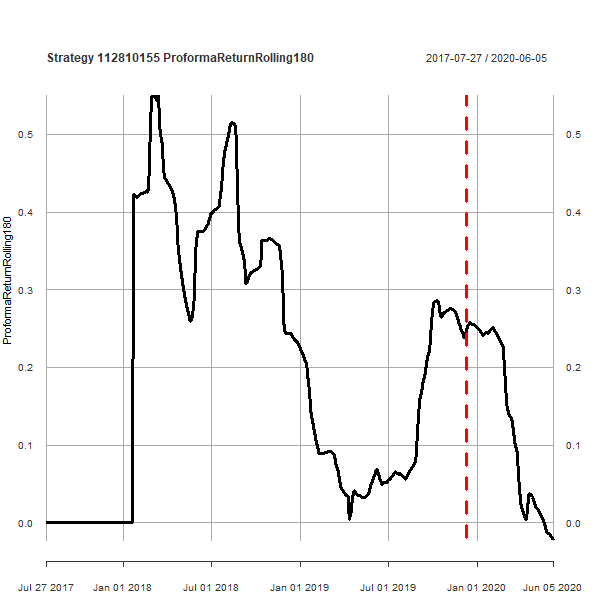 Strategy 112810155 ProformaReturnRolling180
2017-07-27 / 2020-06-05
ProformaReturnRolling180
0.5
0.4
0.3
0.2
0.1
0.0
0.5
0.4
0.3
0.2
0.1
0.0
Jul 27 2017
Jan 01 2018
Jul 01 2018
Jan 01 2019
Jul 01 2019
Jan 01 2020
Jun 05 2020